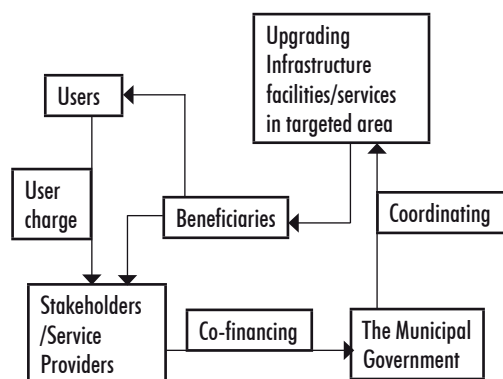 Upgrading
Infrastructure
facilities/services
in targeted area
Users
User
charge
Beneficiaries
Coordinating
Stakeholders
/Service
Providers
Co-financing
The Municipal
Government